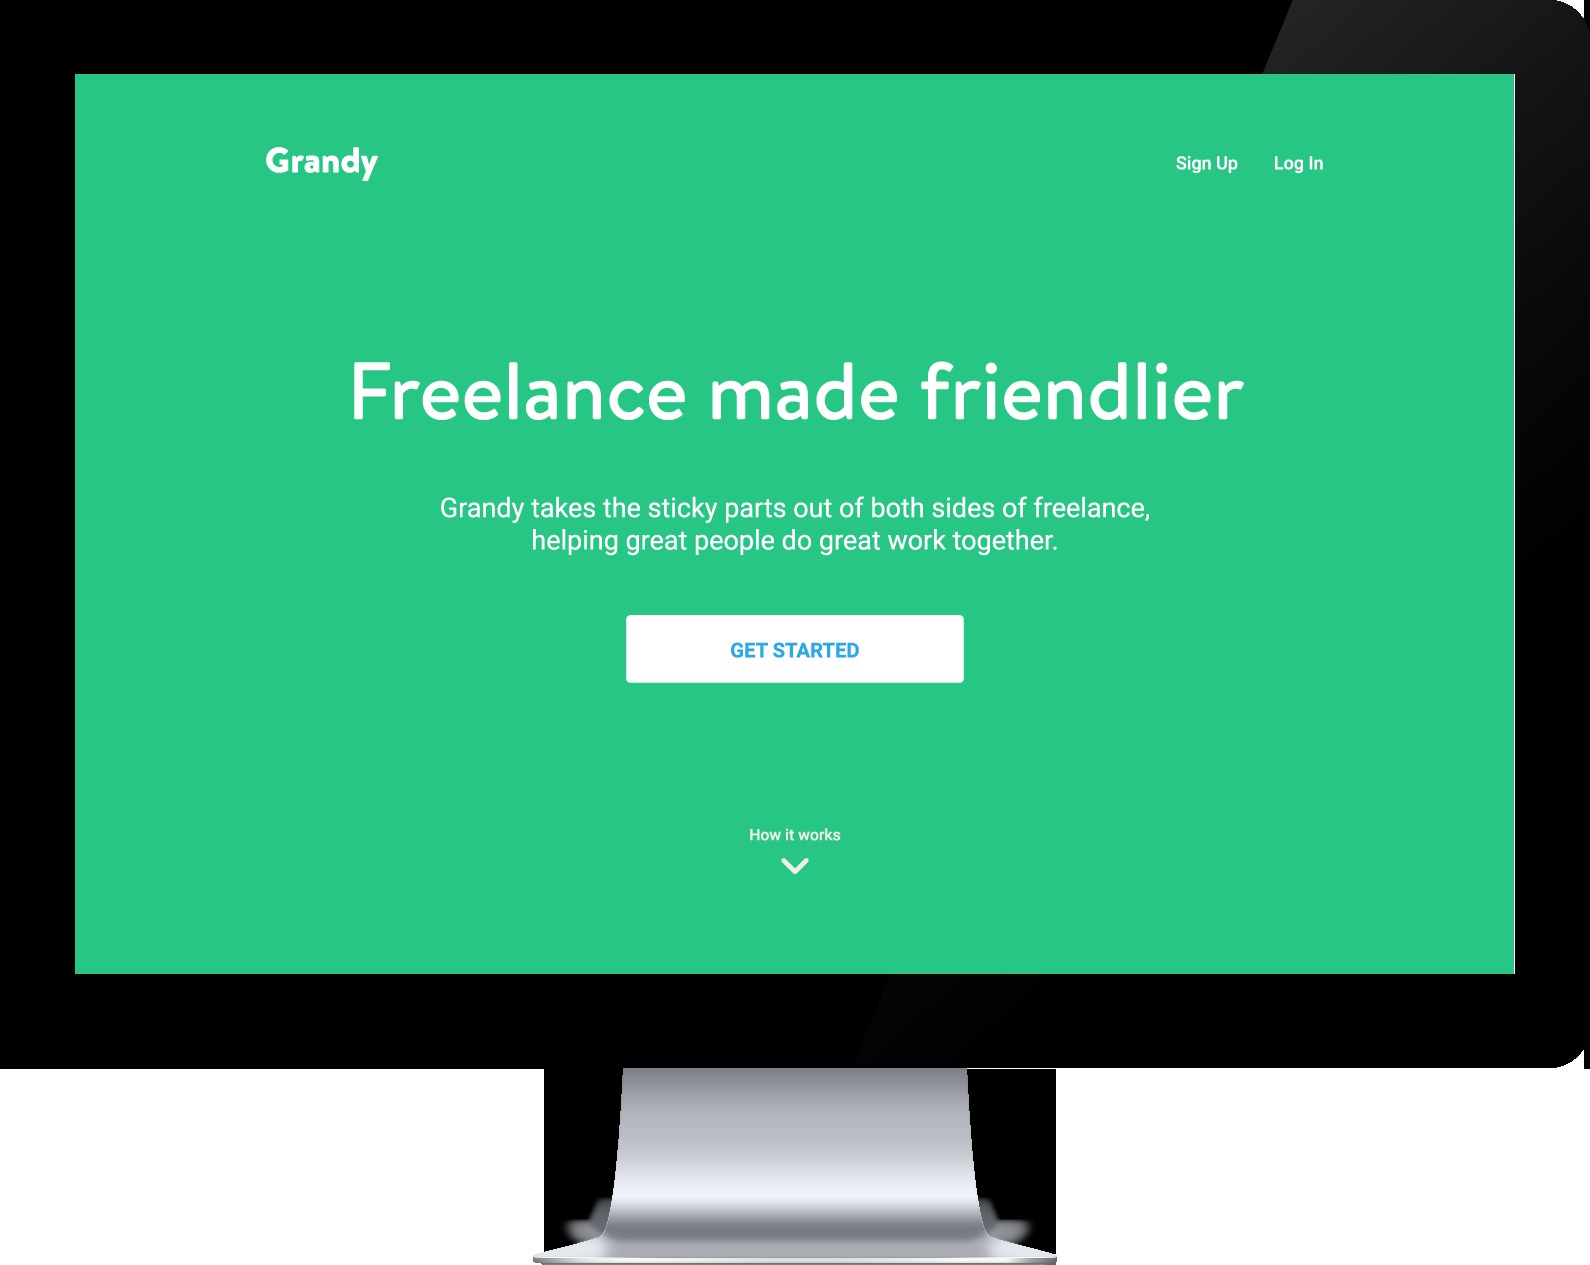 Grandy
Sign Up
Log In
Freelance made friendlier
Grandy takes the sticky parts out of both sides of freelance,
helping great people do great work together.
GET STARTED
How it works